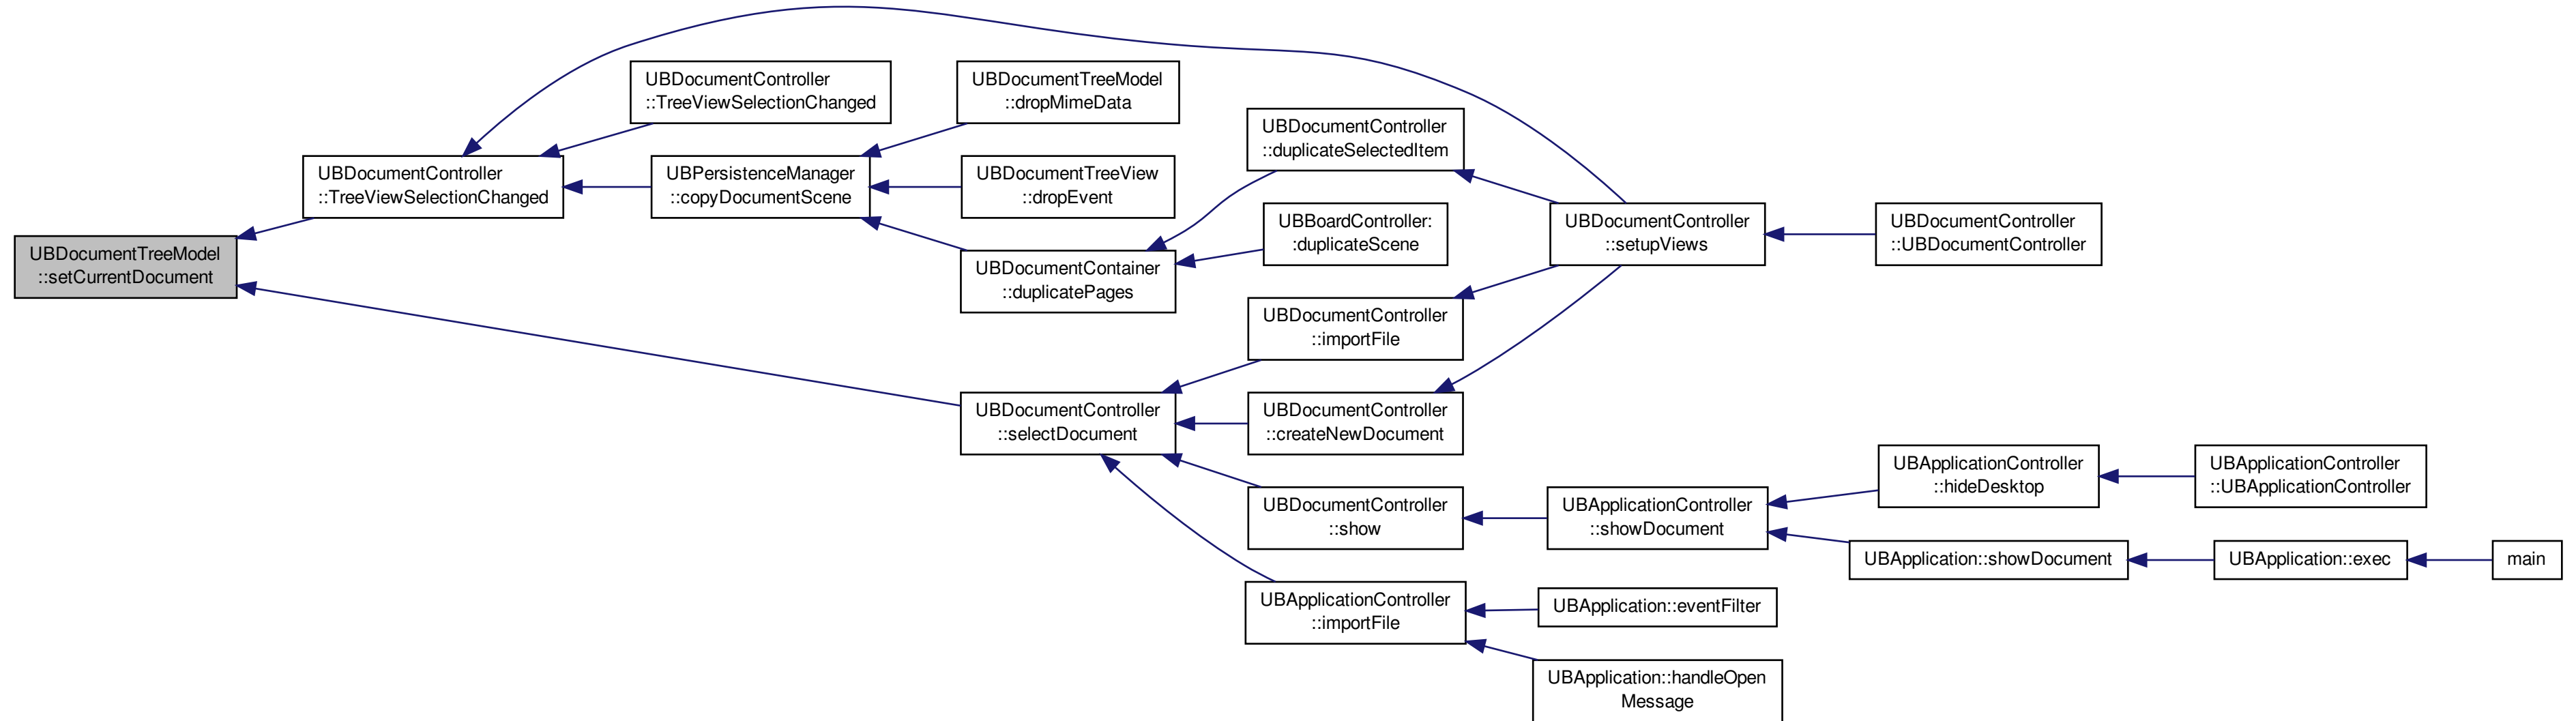 UBDocumentTreeModel
::setCurrentDocument
UBDocumentController
::TreeViewSelectionChanged
UBDocumentController
::TreeViewSelectionChanged
UBPersistenceManager
::copyDocumentScene
UBDocumentTreeModel
::dropMimeData
UBDocumentTreeView
::dropEvent
UBDocumentContainer
::duplicatePages
UBDocumentController
::duplicateSelectedItem
UBBoardController:
:duplicateScene
UBDocumentController
::setupViews
UBDocumentController
::UBDocumentController
UBDocumentController
::selectDocument
UBDocumentController
::importFile
UBDocumentController
::createNewDocument
UBDocumentController
::show
UBApplicationController
::showDocument
UBApplicationController
::hideDesktop
UBApplicationController
::UBApplicationController
UBApplication::showDocument
UBApplication::exec
main
UBApplicationController
::importFile
UBApplication::eventFilter
UBApplication::handleOpen
Message